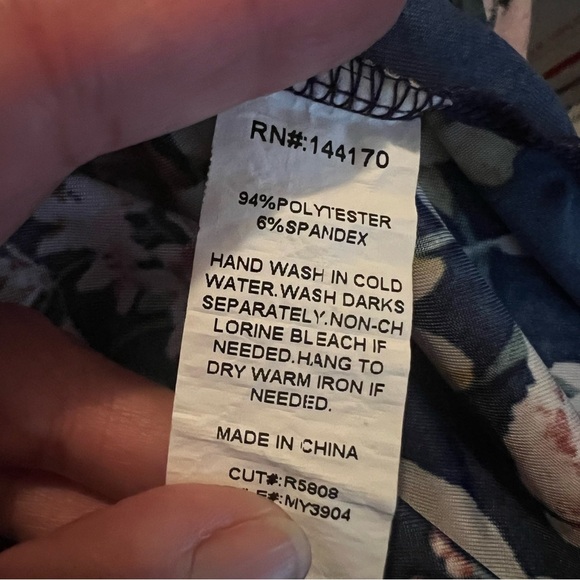 RN#:144170
94%POLYTESTER
6%SPANDEX
HAND WASH IN COLD
WATER.WASH DARKS
SEPARATELY.NON-CH
LORINE BLEACH IF
NEEDED.HANG TO
DRY WARM IRON IF
NEEDED.
MADE IN CHINA
CUT#:R5808
LE#:MY3904